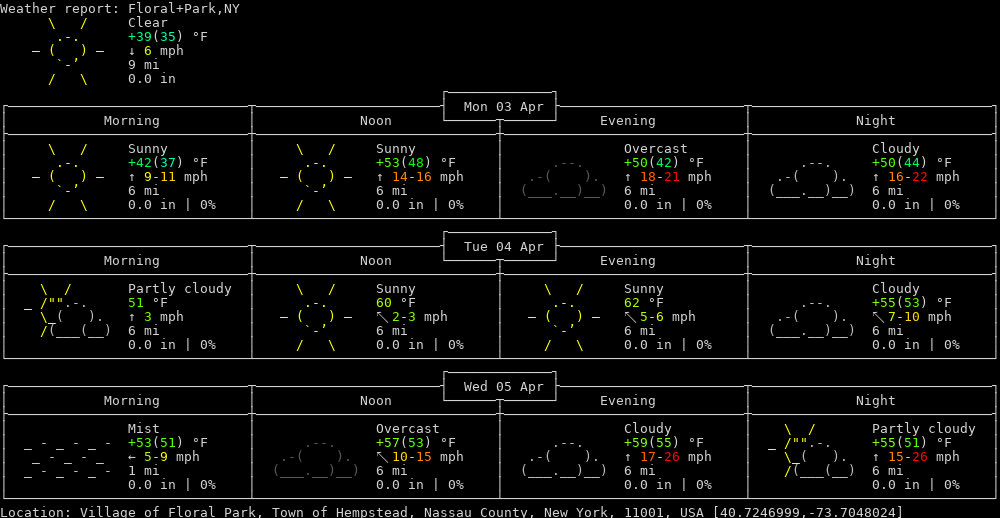 Weather report: Floral+Park,NY
Clear
+39(35) °F
↓ 6 mph
9 mi
0.0 in
Mon 03 Apr
Morning Noon Evening Night
Sunny Sunny Overcast Cloudy
+42(37) °F +53(48) °F +50(42) °F +50(44) °F
↑ 9-11 mph ↑ 14-16 mph ↑ 18-21 mph ↑ 16-22 mph
6 mi 6 mi 6 mi 6 mi
0.0 in | 0% 0.0 in | 0% 0.0 in | 0% 0.0 in | 0%
Tue 04 Apr
Morning Noon Evening Night
Partly cloudy Sunny Sunny Cloudy
51 °F 60 °F 62 °F +55(53) °F
↑ 3 mph ↖ 2-3 mph ↖ 5-6 mph ↖ 7-10 mph
6 mi 6 mi 6 mi 6 mi
0.0 in | 0% 0.0 in | 0% 0.0 in | 0% 0.0 in | 0%
Wed 05 Apr
Morning Noon Evening Night
Mist Overcast Cloudy Partly cloudy
+53(51) °F +57(53) °F +59(55) °F +55(51) °F
← 5-9 mph ↖ 10-15 mph ↑ 17-26 mph ↑ 15-26 mph
1 mi 6 mi 6 mi 6 mi
0.0 in | 0% 0.0 in | 0% 0.0 in | 0% 0.0 in | 0%
Location: Village of Floral Park, Town of Hempstead, Nassau County, New York, 11001, USA [40.7246999,-73.7048024]